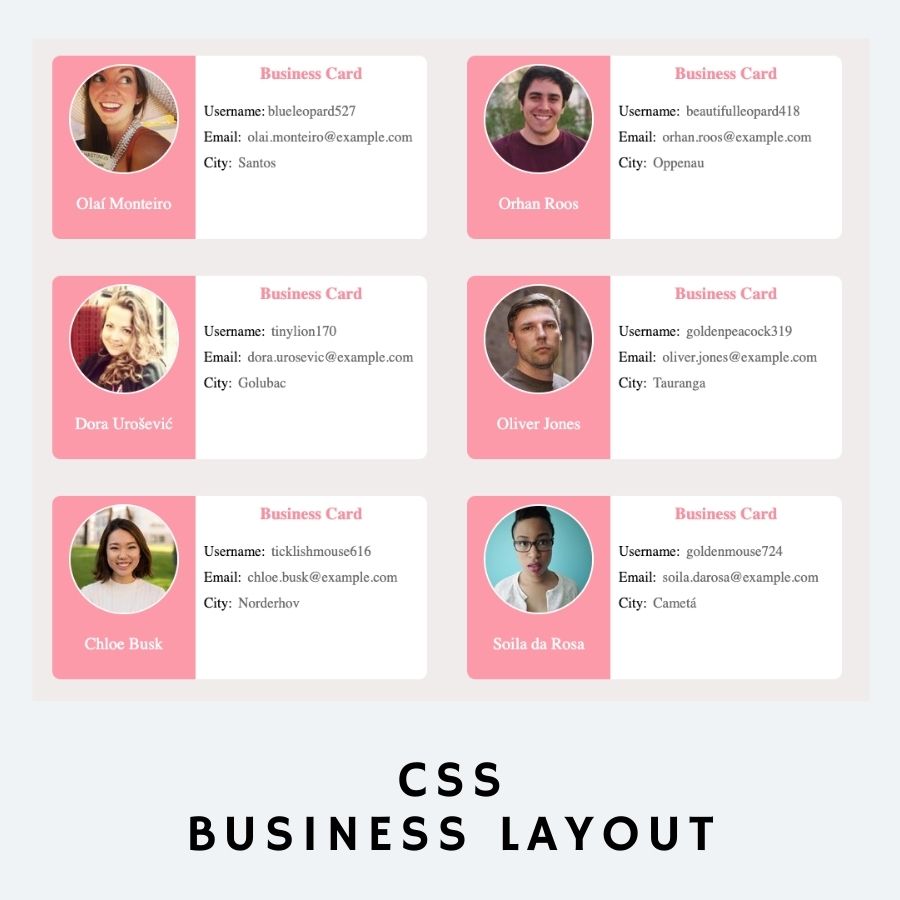 Business Card
Username: blueleopard527
Email: olai.monteiro@example.com
City: Santos
Olaí Monteiro
Business Card
Username: beautifulleopard418
Email: orhan.roos@example.com
City: Oppenau
Orhan Roos
Business Card
Username: tinylion170
Email: dora.urosevic@example.com
City: Golubac
Dora Urošević
Business Card
Username: goldenpeacock319
Email: oliver.jones@example.com
City: Tauranga
Oliver Jones
Business Card
Username: ticklishmouse616
Email: chloe.busk@example.com
City: Norderhov
Chloe Busk
Business Card
Username: goldenmouse724
Email: soila.darosa@example.com
City: Cametá
Soila da Rosa
CSS
BUSINESS LAYOUT